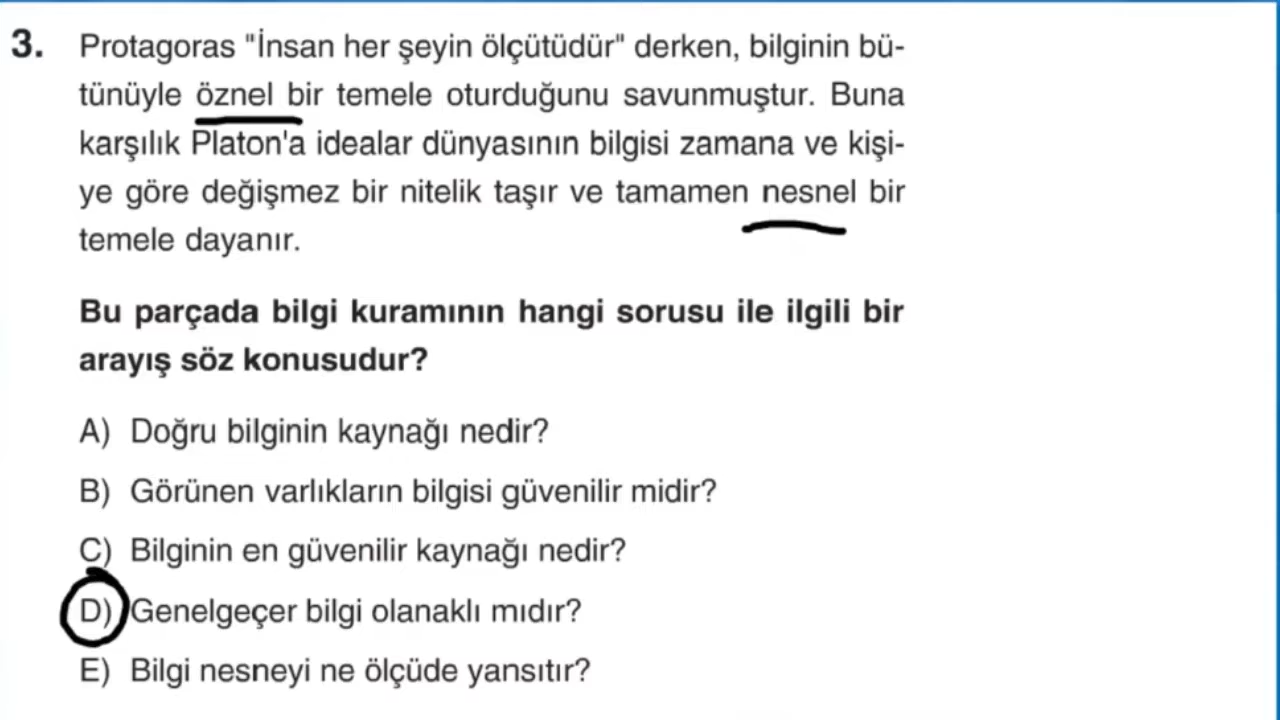 3. Protagoras "İnsan her şeyin ölçütüdür" derken, bilginin bü-
tünüyle öznel bir temele oturduğunu savunmuştur. Buna
karşılık Platon'a idealar dünyasının bilgisi zamana ve kişi-
ye göre değişmez bir nitelik taşır ve tamamen nesnel bir
temele dayanır.
Bu parçada bilgi kuramının hangi sorusu ile ilgili bir
arayış söz konusudur?
A) Doğru bilginin kaynağı nedir?
B) Görünen varlıkların bilgisi güvenilir midir?
C) Bilginin en güvenilir kaynağı nedir?
D) Genelgeçer bilgi olanaklı mıdır?
E) Bilgi nesneyi ne ölçüde yansıtır?